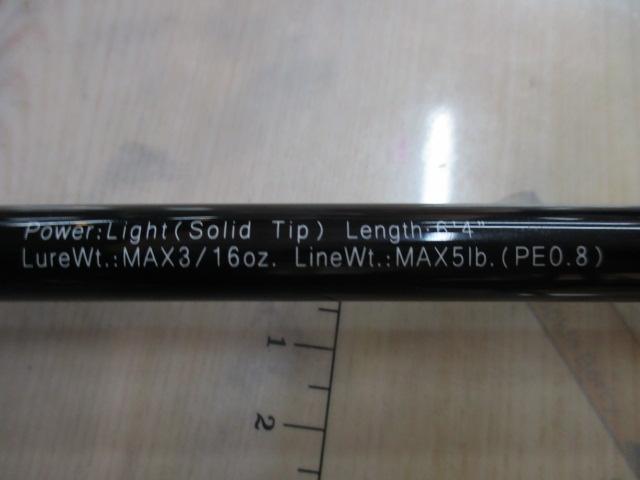 Power:Light(Solid Tip) Length:6'4"
LureWt.:MAX3/16oz. LineWt.:MAX5lb.(PE0.8)
1
2